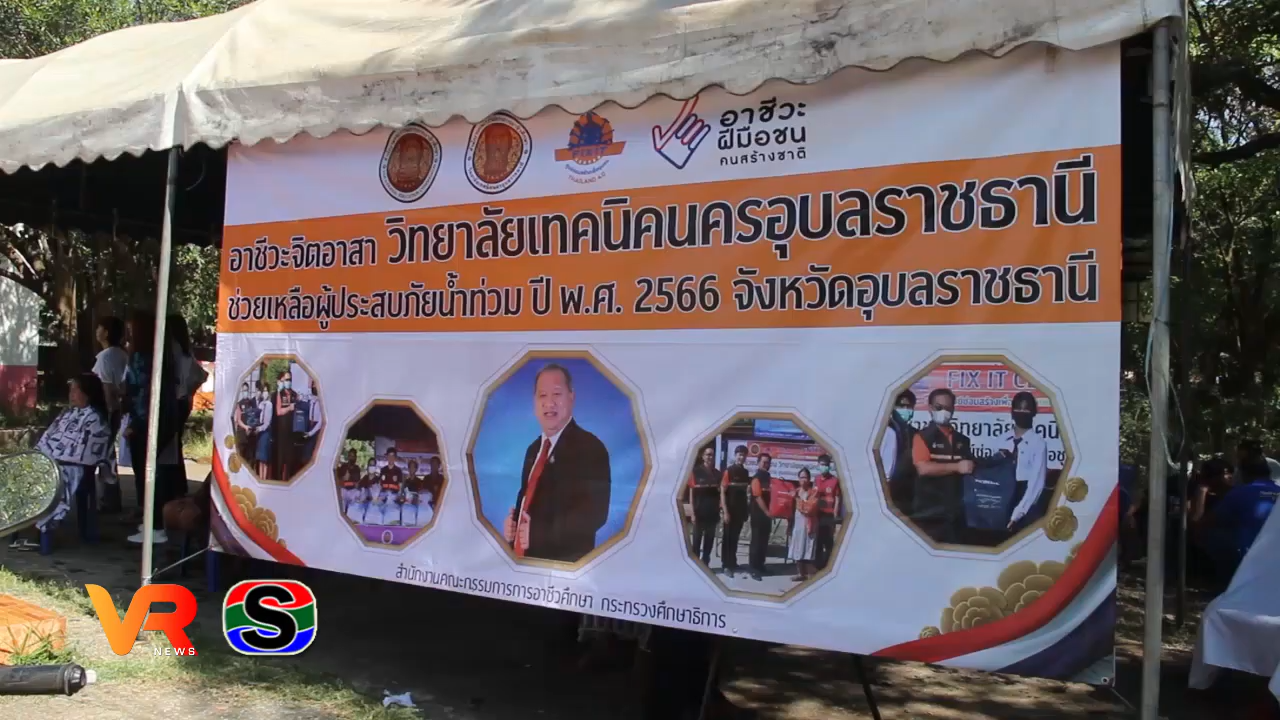 อาชีวะ
ฝีมือชน
คนสร้างชาติ
FIX IT
THAILAND 4.0
อาชีวะจิตอาสา วิทยาลัยเทคนิคนครอุบลราชธานี
ช่วยเหลือผู้ประสบภัยน้ำท่วม ปี พ.ศ. 2566 จังหวัดอุบลราชธานี
FIX IT
สำนักงานคณะกรรมการการอาชีวศึกษา กระทรวงศึกษาธิการ
VR
NEWS
S